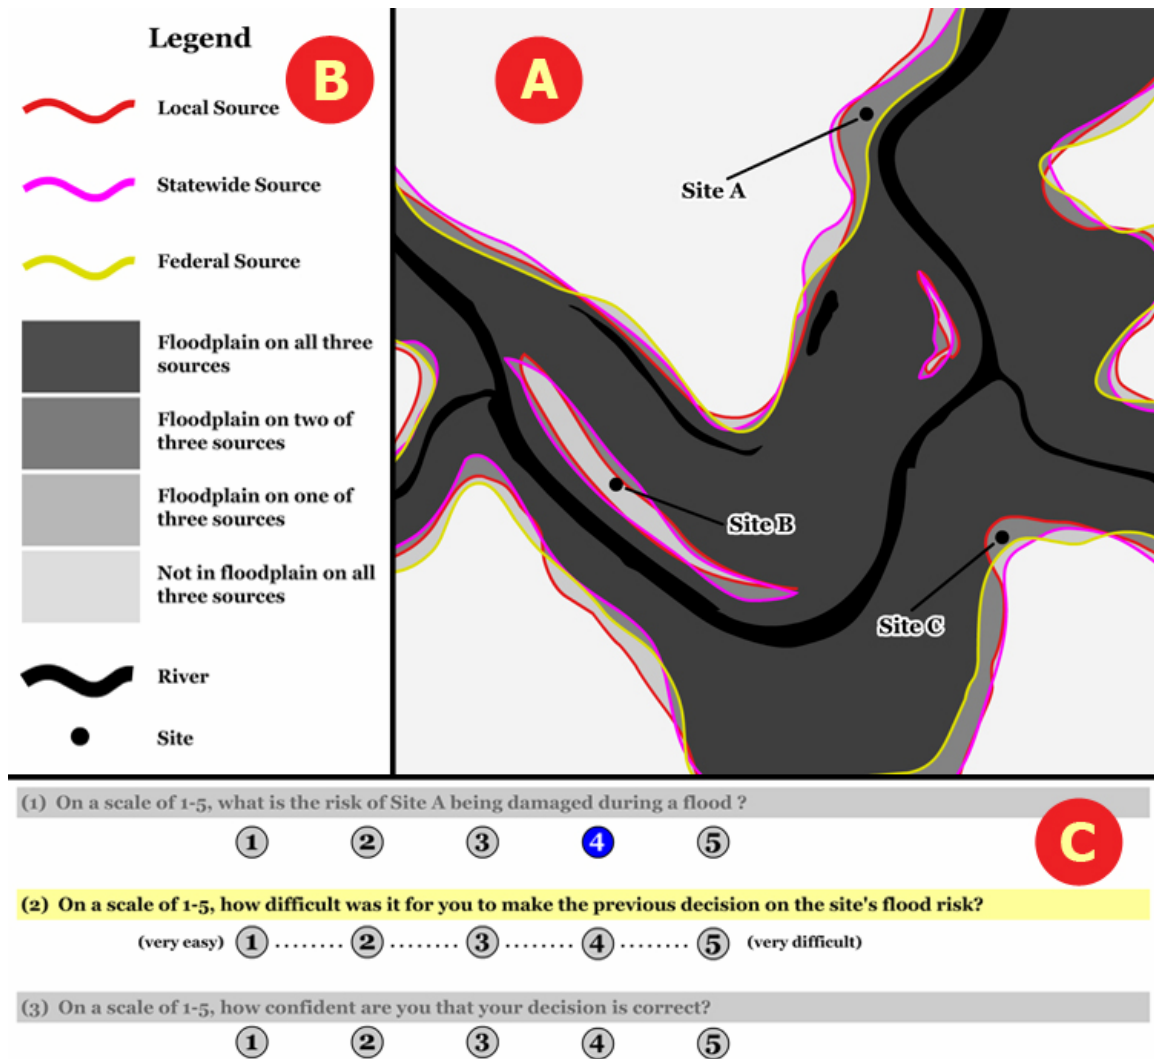 Legend
B
Local Source
Statewide Source
Federal Source
Floodplain on all three
sources
Floodplain on two of
three sources
Floodplain on one of
three sources
Not in floodplain on all
three sources
River
Site
A
Site A
Site B
Site C
(1) On a scale of 1-5, what is the risk of Site A being damaged during a flood ?
1 2 3 4 5
C
(2) On a scale of 1-5, how difficult was it for you to make the previous decision on the site's flood risk?
(very easy) 1 ........ 2 ........ 3 ........ 4 ........ 5 (very difficult)
(3) On a scale of 1-5, how confident are you that your decision is correct?
1 2 3 4 5